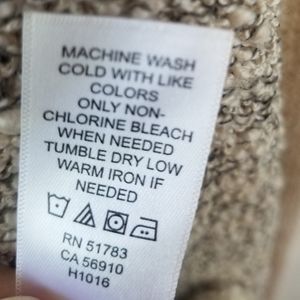 MACHINE WASH
COLD WITH LIKE
COLORS
ONLY NON-
CHLORINE BLEACH
WHEN NEEDED
TUMBLE DRY LOW
WARM IRON IF
NEEDED
RN 51783
CA 56910
H1016